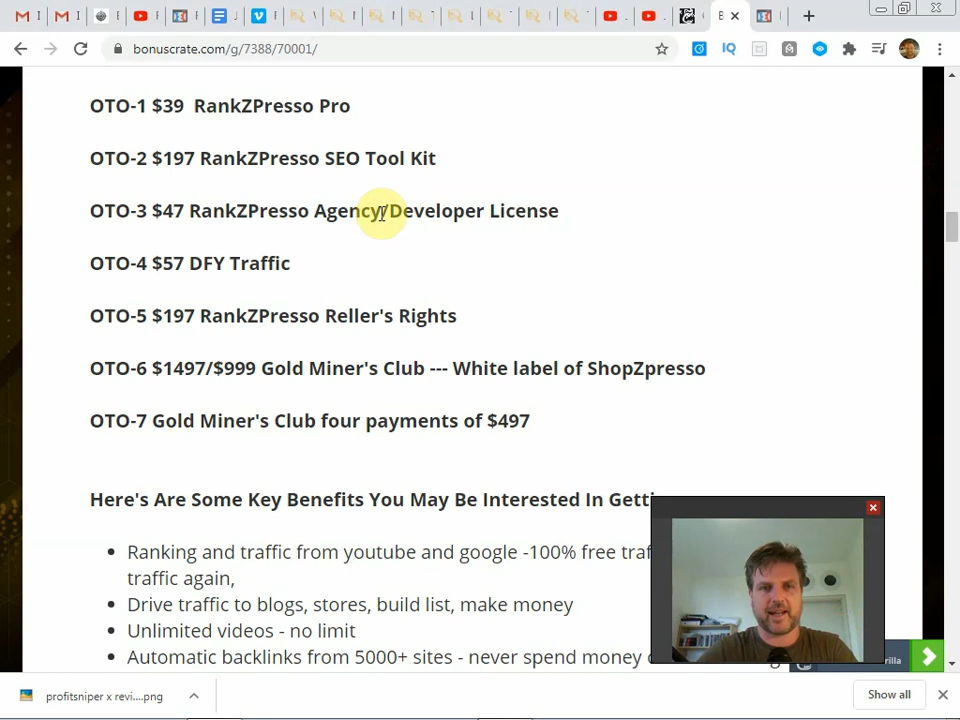 bonuscrate.com/g/7388/70001/
IQ
OTO-1 $39 RankZPresso Pro
OTO-2 $197 RankZPresso SEO Tool Kit
OTO-3 $47 RankZPresso Agency/Developer License
OTO-4 $57 DFY Traffic
OTO-5 $197 RankZPresso Reller's Rights
OTO-6 $1497/$999 Gold Miner's Club --- White label of ShopZpresso
OTO-7 Gold Miner's Club four payments of $497
Here's Are Some Key Benefits You May Be Interested In
Ranking and traffic from youtube and google -100% free
traffic again,
Drive traffic to blogs, stores, build list, make money
Unlimited videos - no limit
Automatic backlinks from 5000+ sites - never spend money
profitsniper x revi....png
Show all